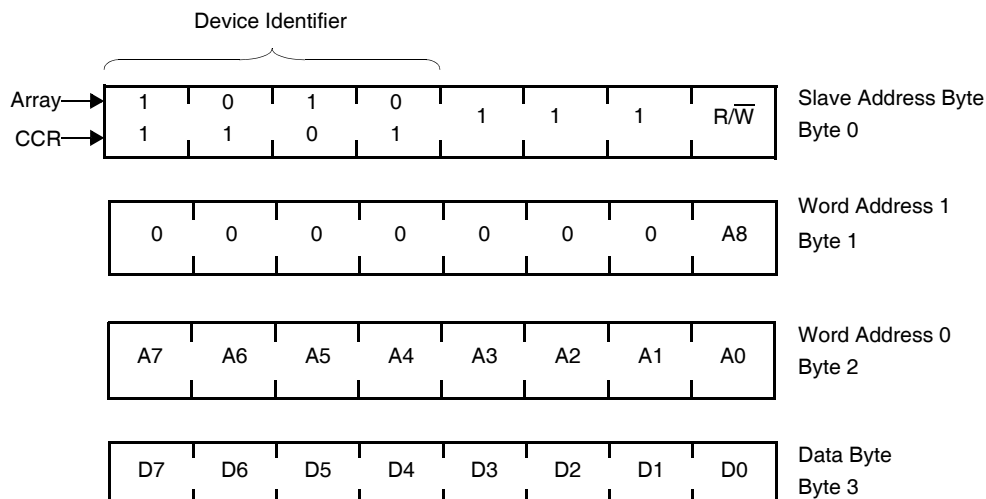 Device Identifier
Array 1 0 1 0 1 1 1 R/W̅ Slave Address Byte
CCR 1 1 0 1 Byte 0
Word Address 1
0 0 0 0 0 0 0 A8 Byte 1
Word Address 0
A7 A6 A5 A4 A3 A2 A1 A0 Byte 2
D7 D6 D5 D4 D3 D2 D1 D0 Data Byte
Byte 3